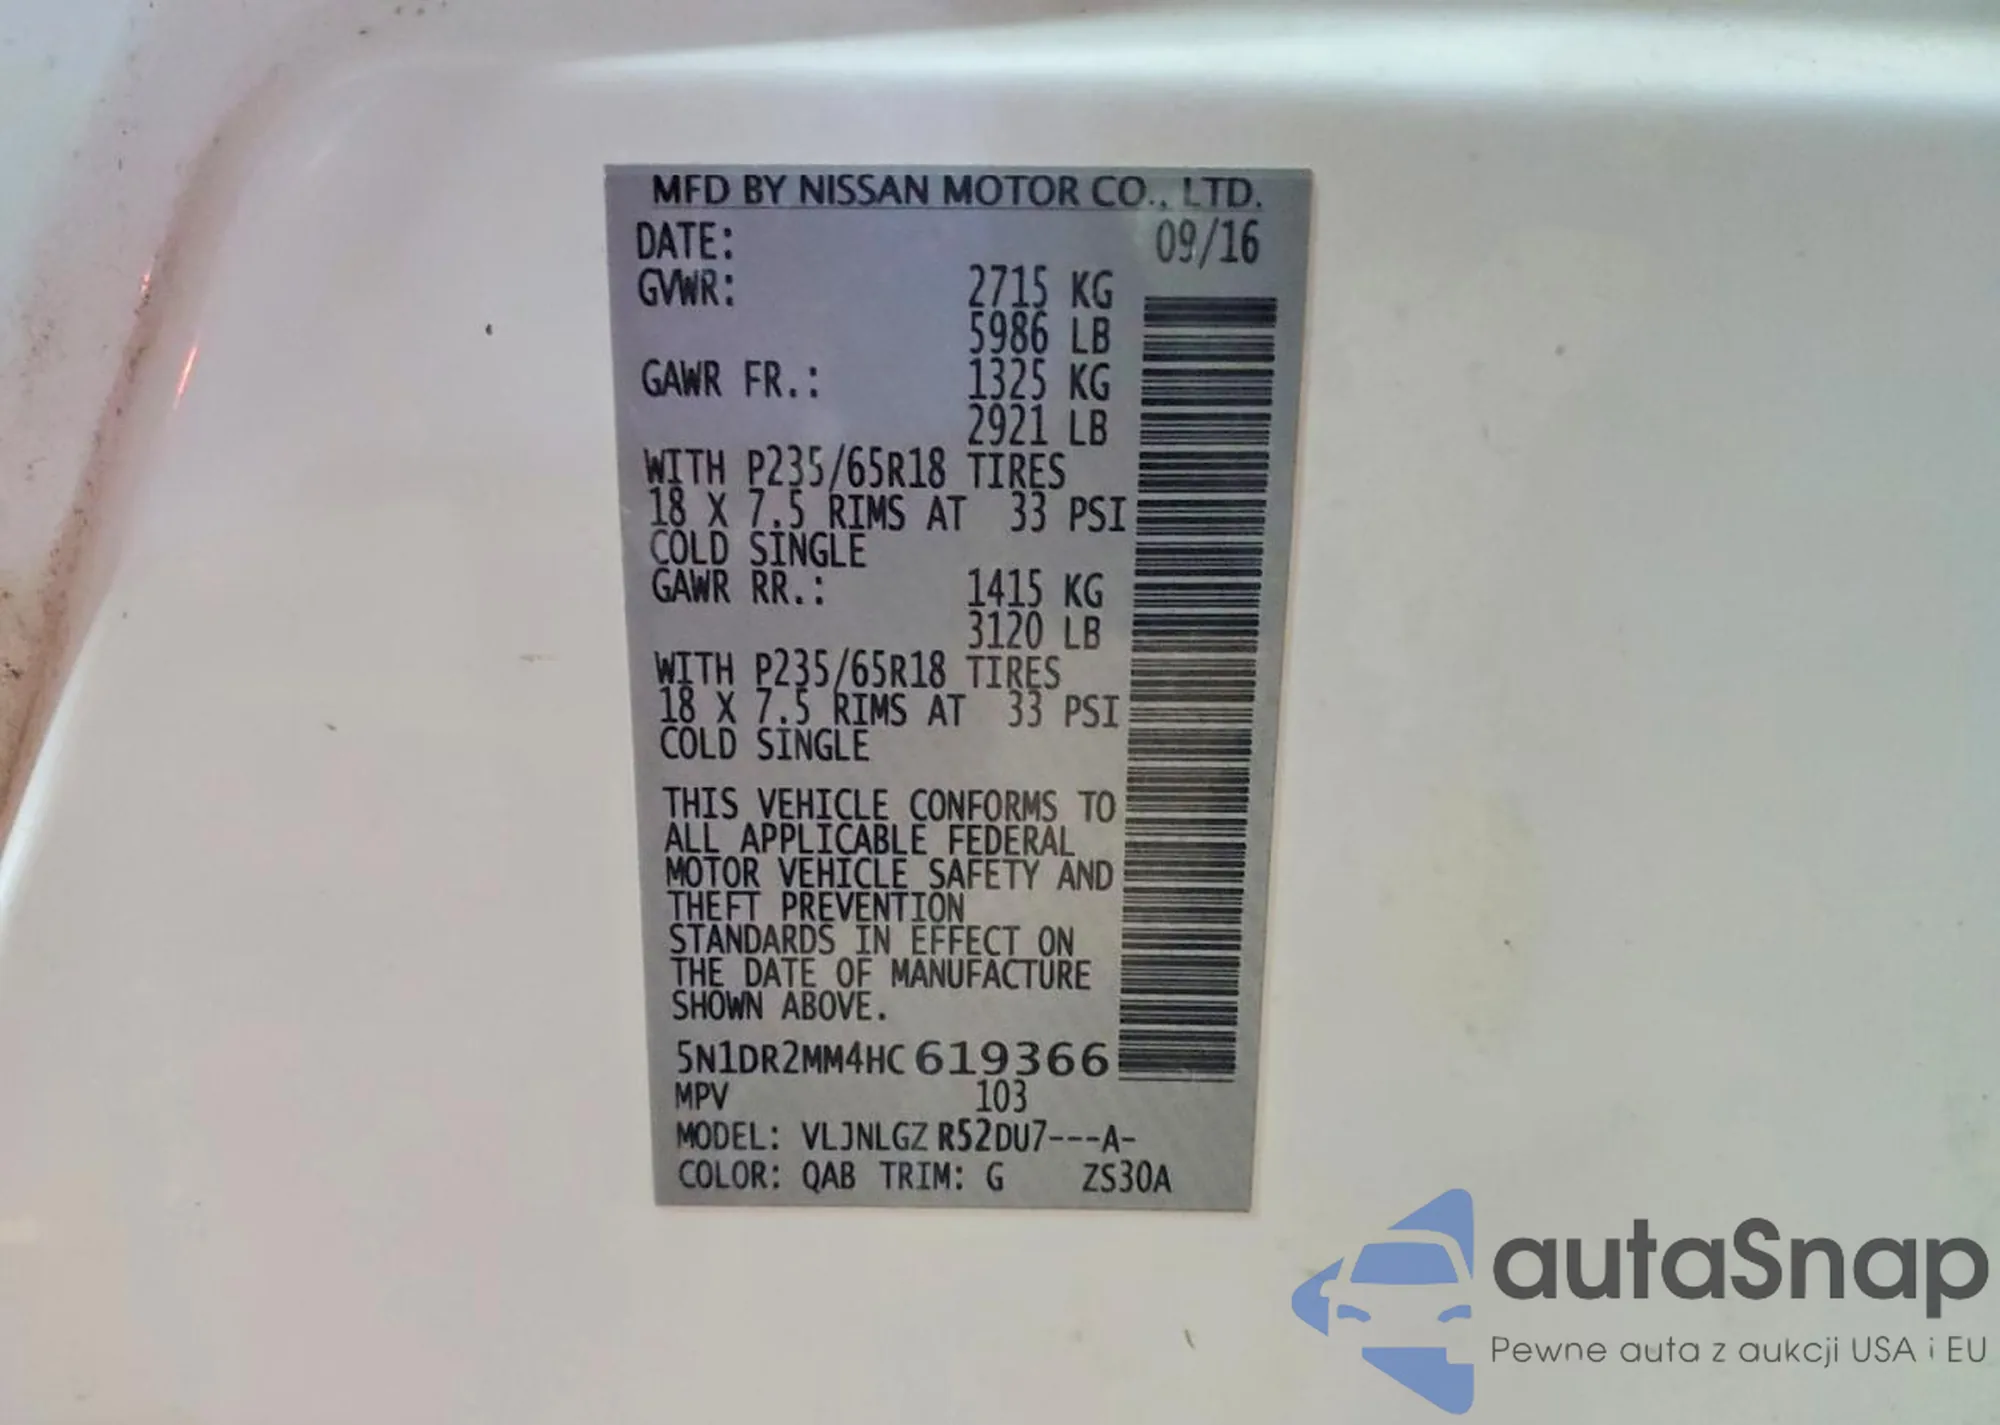 MFD BY NISSAN MOTOR CO., LTD.
DATE: 09/16
GVWR: 2715 KG
5986 LB
GAWR FR.: 1325 KG
2921 LB
WITH P235/65R18 TIRES
18 X 7.5 RIMS AT 33 PSI
COLD SINGLE
GAWR RR.: 1415 KG
3120 LB
WITH P235/65R18 TIRES
18 X 7.5 RIMS AT 33 PSI
COLD SINGLE
THIS VEHICLE CONFORMS TO
ALL APPLICABLE FEDERAL
MOTOR VEHICLE SAFETY AND
THEFT PREVENTION
STANDARDS IN EFFECT ON
THE DATE OF MANUFACTURE
SHOWN ABOVE.
5N1DR2MM4HC619366
MPV 103
MODEL: VLJNLGZ R52DU7---A-
COLOR: QAB TRIM: G ZS30A
autaSnap
Pewne auta z aukcji USA i EU